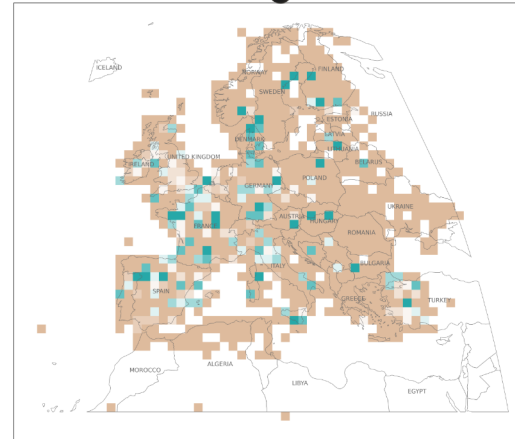 ICELAND
NORWAY
FINLAND
SWEDEN
RUSSIA
ESTONIA
LATVIA
DENMARK
LITHUANIA
UNITED KINGDOM
IRELAND
BELARUS
POLAND
GERMANY
UKRAINE
AUSTRIA
HUNGARY
FRANCE
ROMANIA
ITALY
BULGARIA
SPAIN
GREECE
TURKEY
ALGERIA
MOROCCO
LIBYA
EGYPT